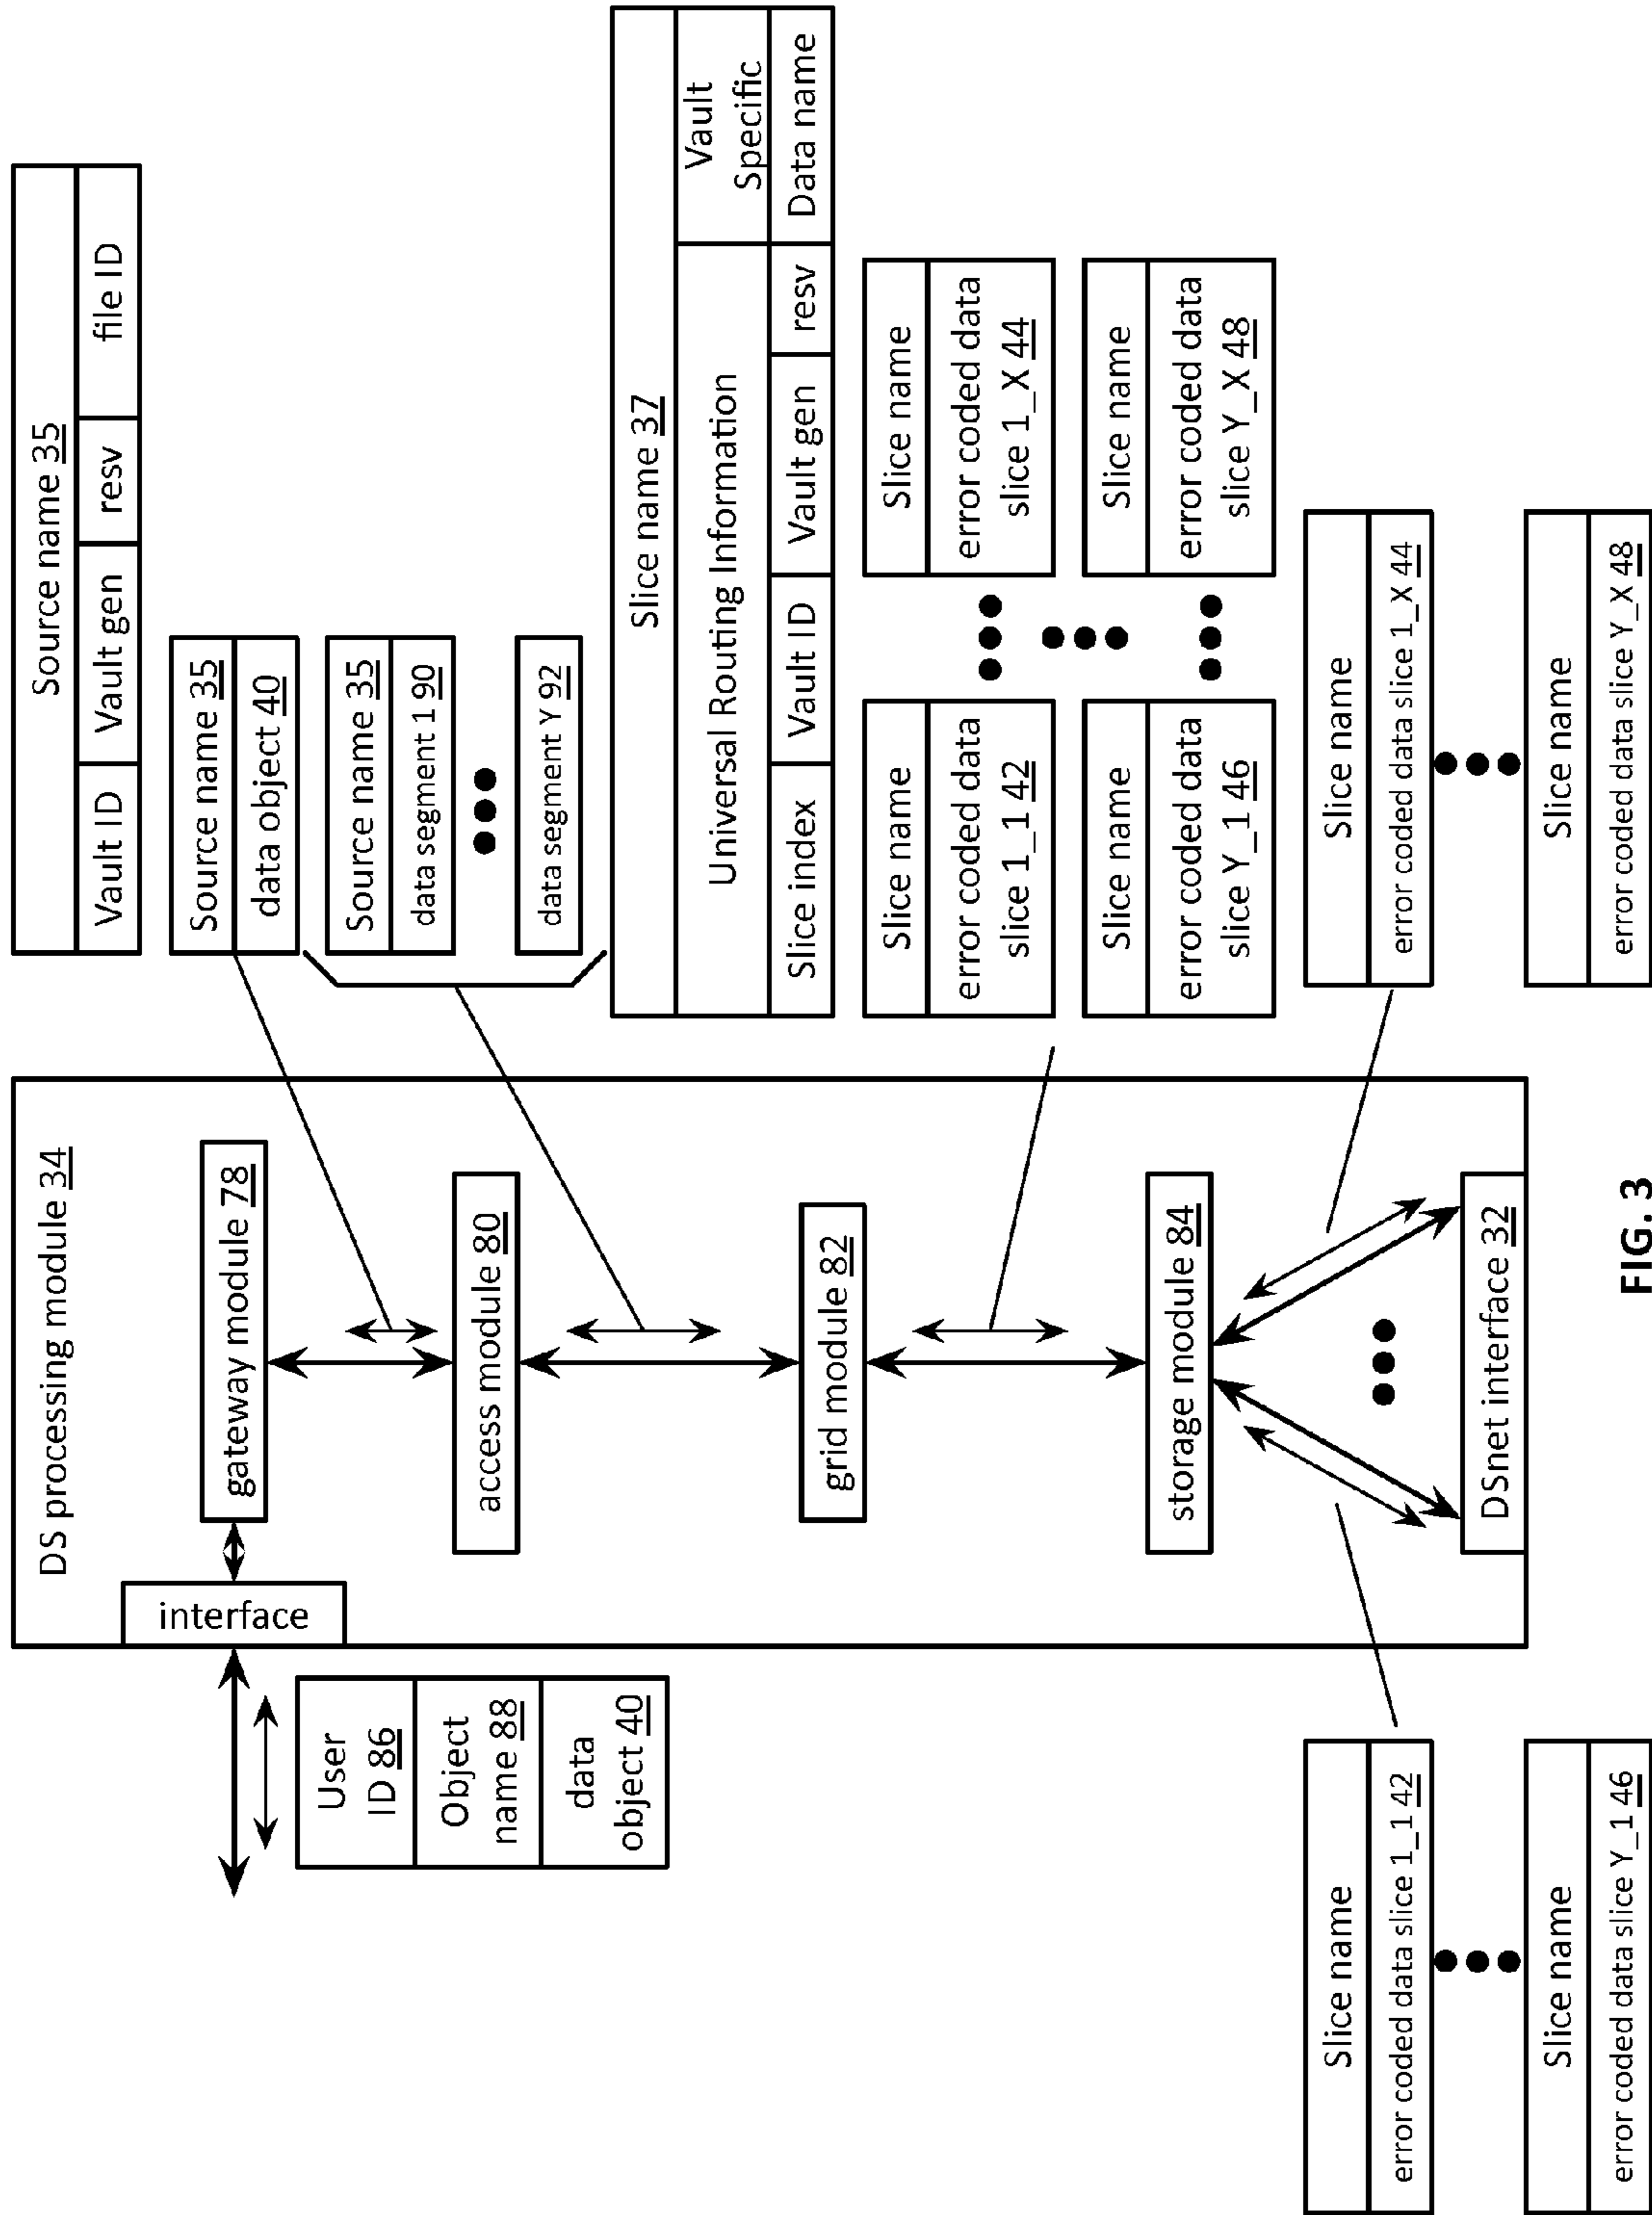 DS processing module 34
interface
gateway module 78
access module 80
grid module 82
storage module 84
DSnet interface 32
User
ID 86
Object
name 88
data
object 40
Source name 35
Vault ID
Vault gen
resv
file ID
Source name 35
data object 40
Source name 35
data segment 1 90
data segment Y 92
Slice name 37
Universal Routing Information
Vault
Specific
Slice index
Vault ID
Vault gen
resv
Data name
Slice name
error coded data
slice 1_1 42
Slice name
error coded data
slice 1_X 44
Slice name
error coded data
slice Y_1 46
Slice name
error coded data
slice Y_X 48
Slice name
error coded data slice 1_1 42
Slice name
error coded data slice Y_1 46
Slice name
error coded data slice 1_X 44
Slice name
error coded data slice Y_X 48
FIG. 3